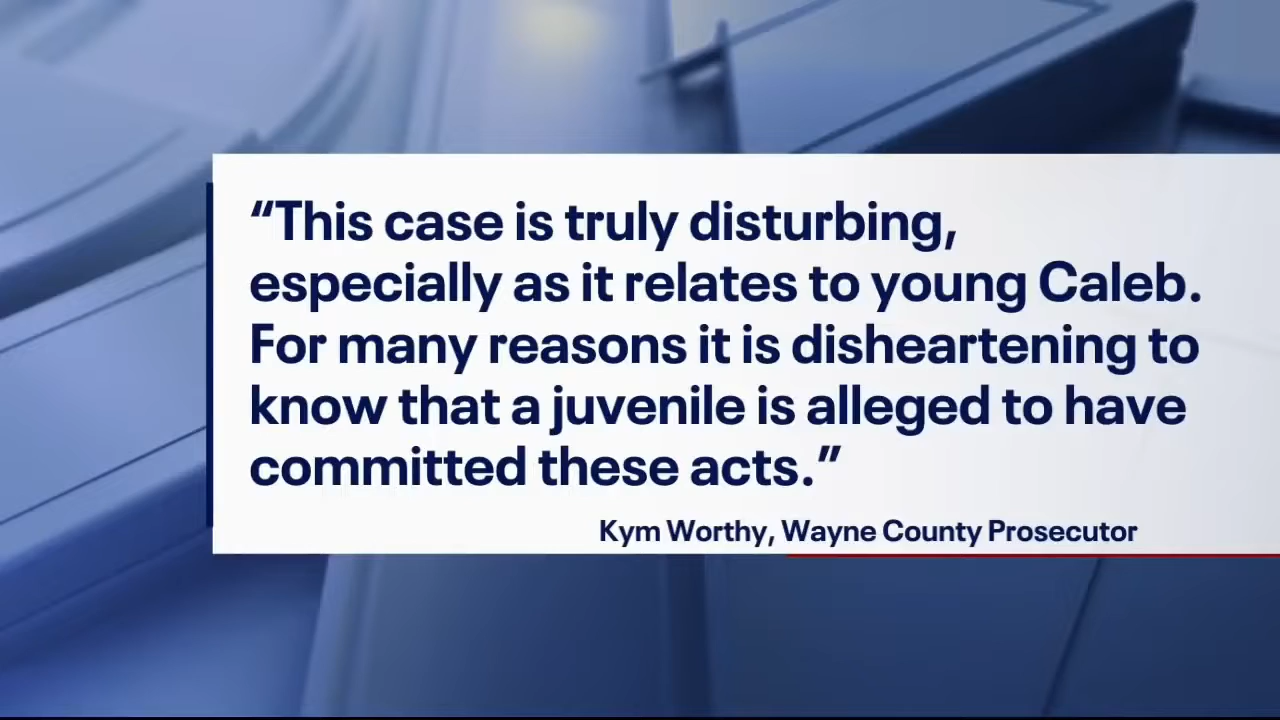 “This case is truly disturbing,
especially as it relates to young Caleb.
For many reasons it is disheartening to
know that a juvenile is alleged to have
committed these acts.”
Kym Worthy, Wayne County Prosecutor